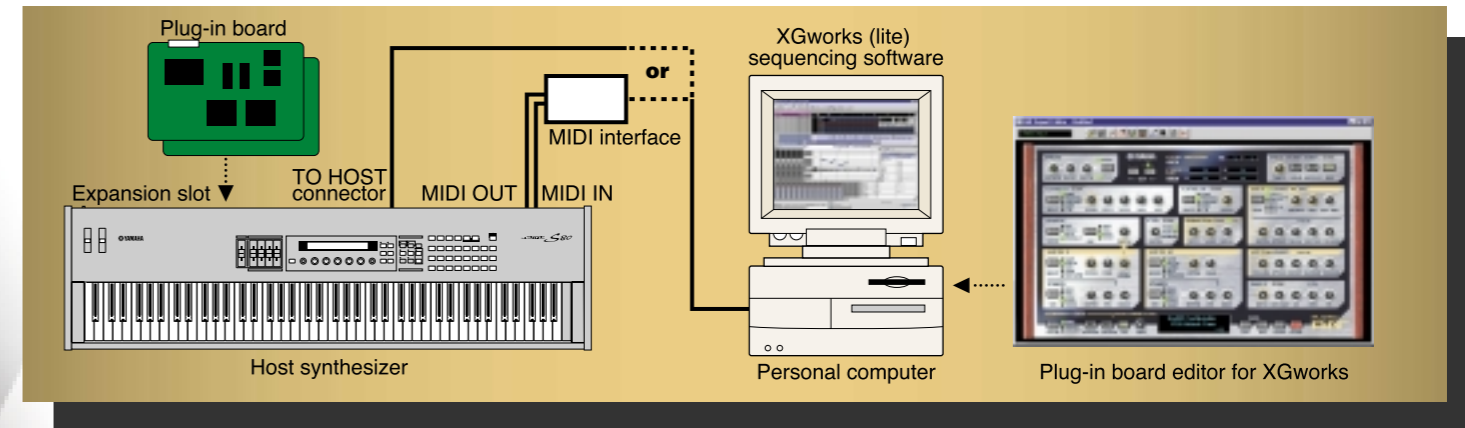 Plug-in board
XGworks (lite)
sequencing software
or
MIDI interface
TO HOST
connector
Expansion slot
MIDI OUT
MIDI IN
YAMAHA
S80
Host synthesizer
Personal computer
Plug-in board editor for XGworks